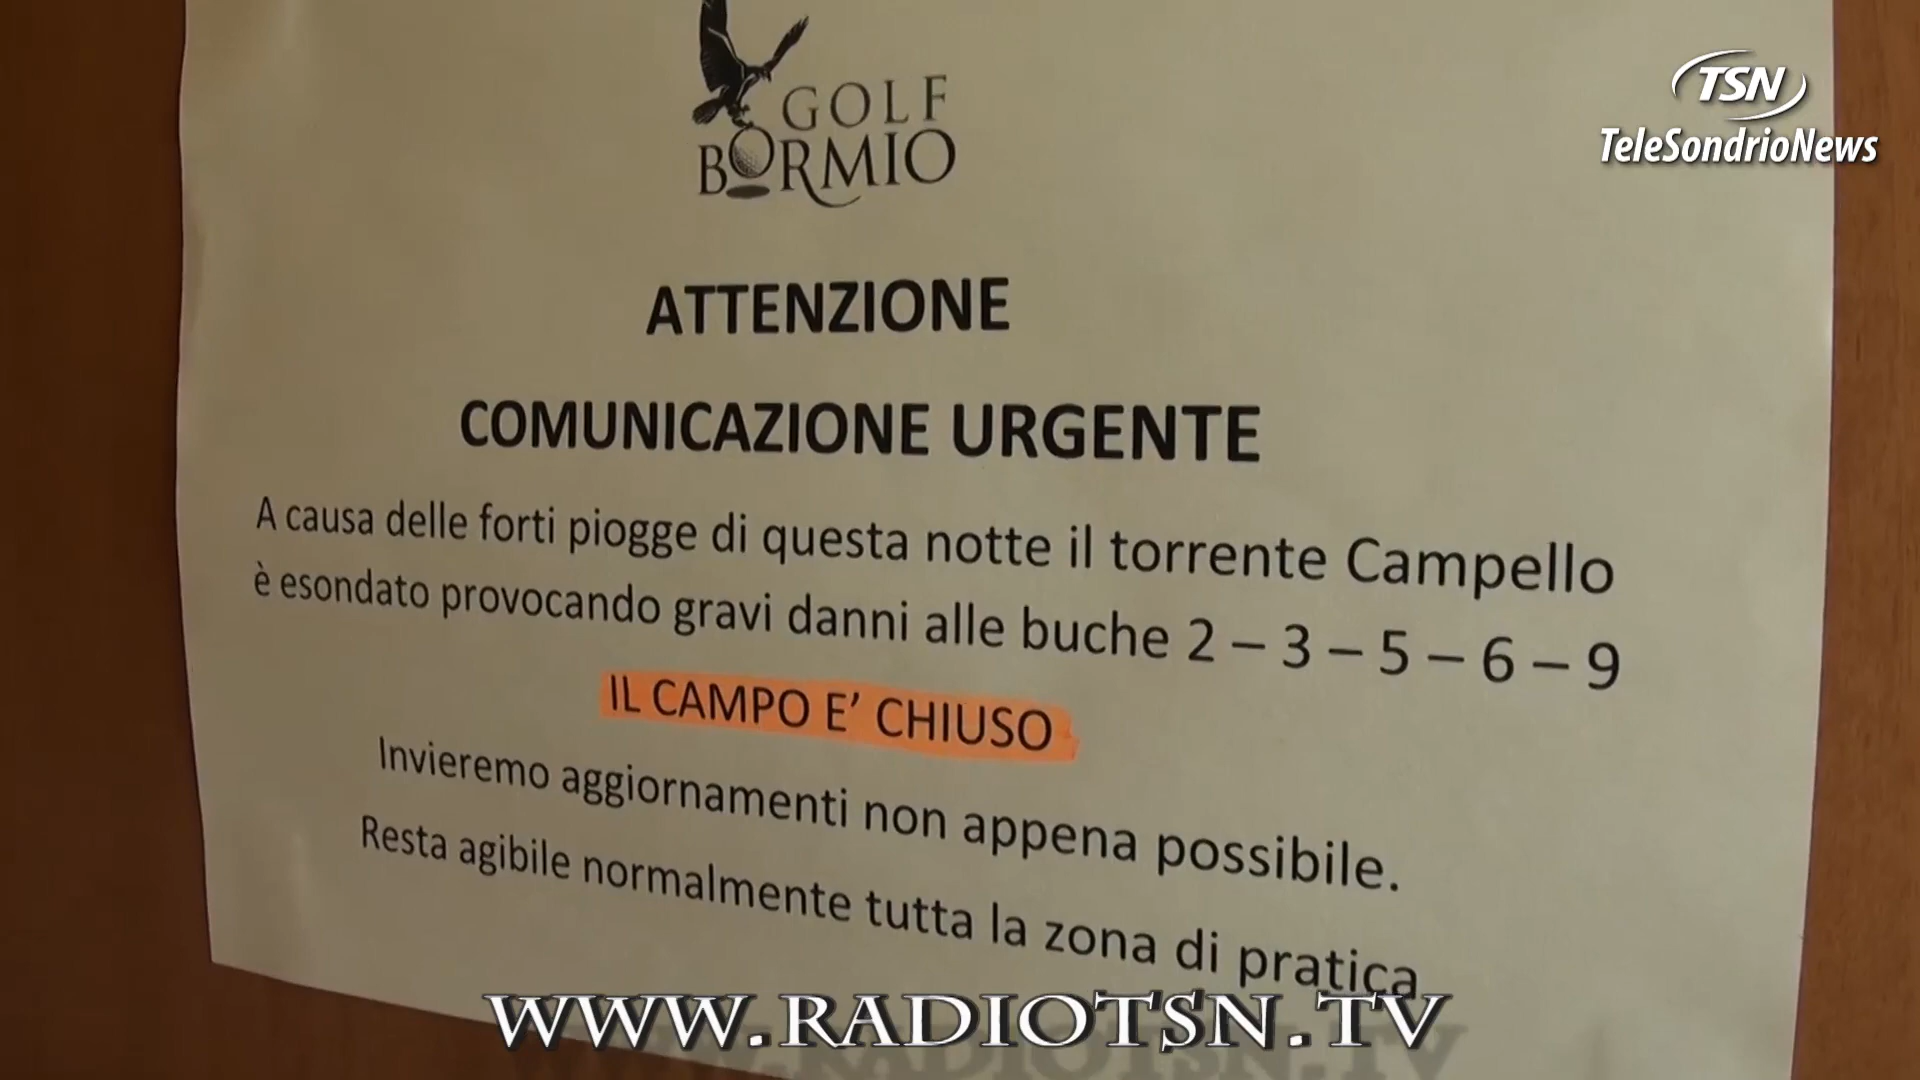 TSN
TeleSondrioNews
GOLF
BORMIO
ATTENZIONE
COMUNICAZIONE URGENTE
A causa delle forti piogge di questa notte il torrente Campello
è esondato provocando gravi danni alle buche 2 – 3 – 5 – 6 – 9
IL CAMPO E’ CHIUSO
Invieremo aggiornamenti non appena possibile.
Resta agibile normalmente tutta la zona di pratica
WWW.RADIOTSN.TV